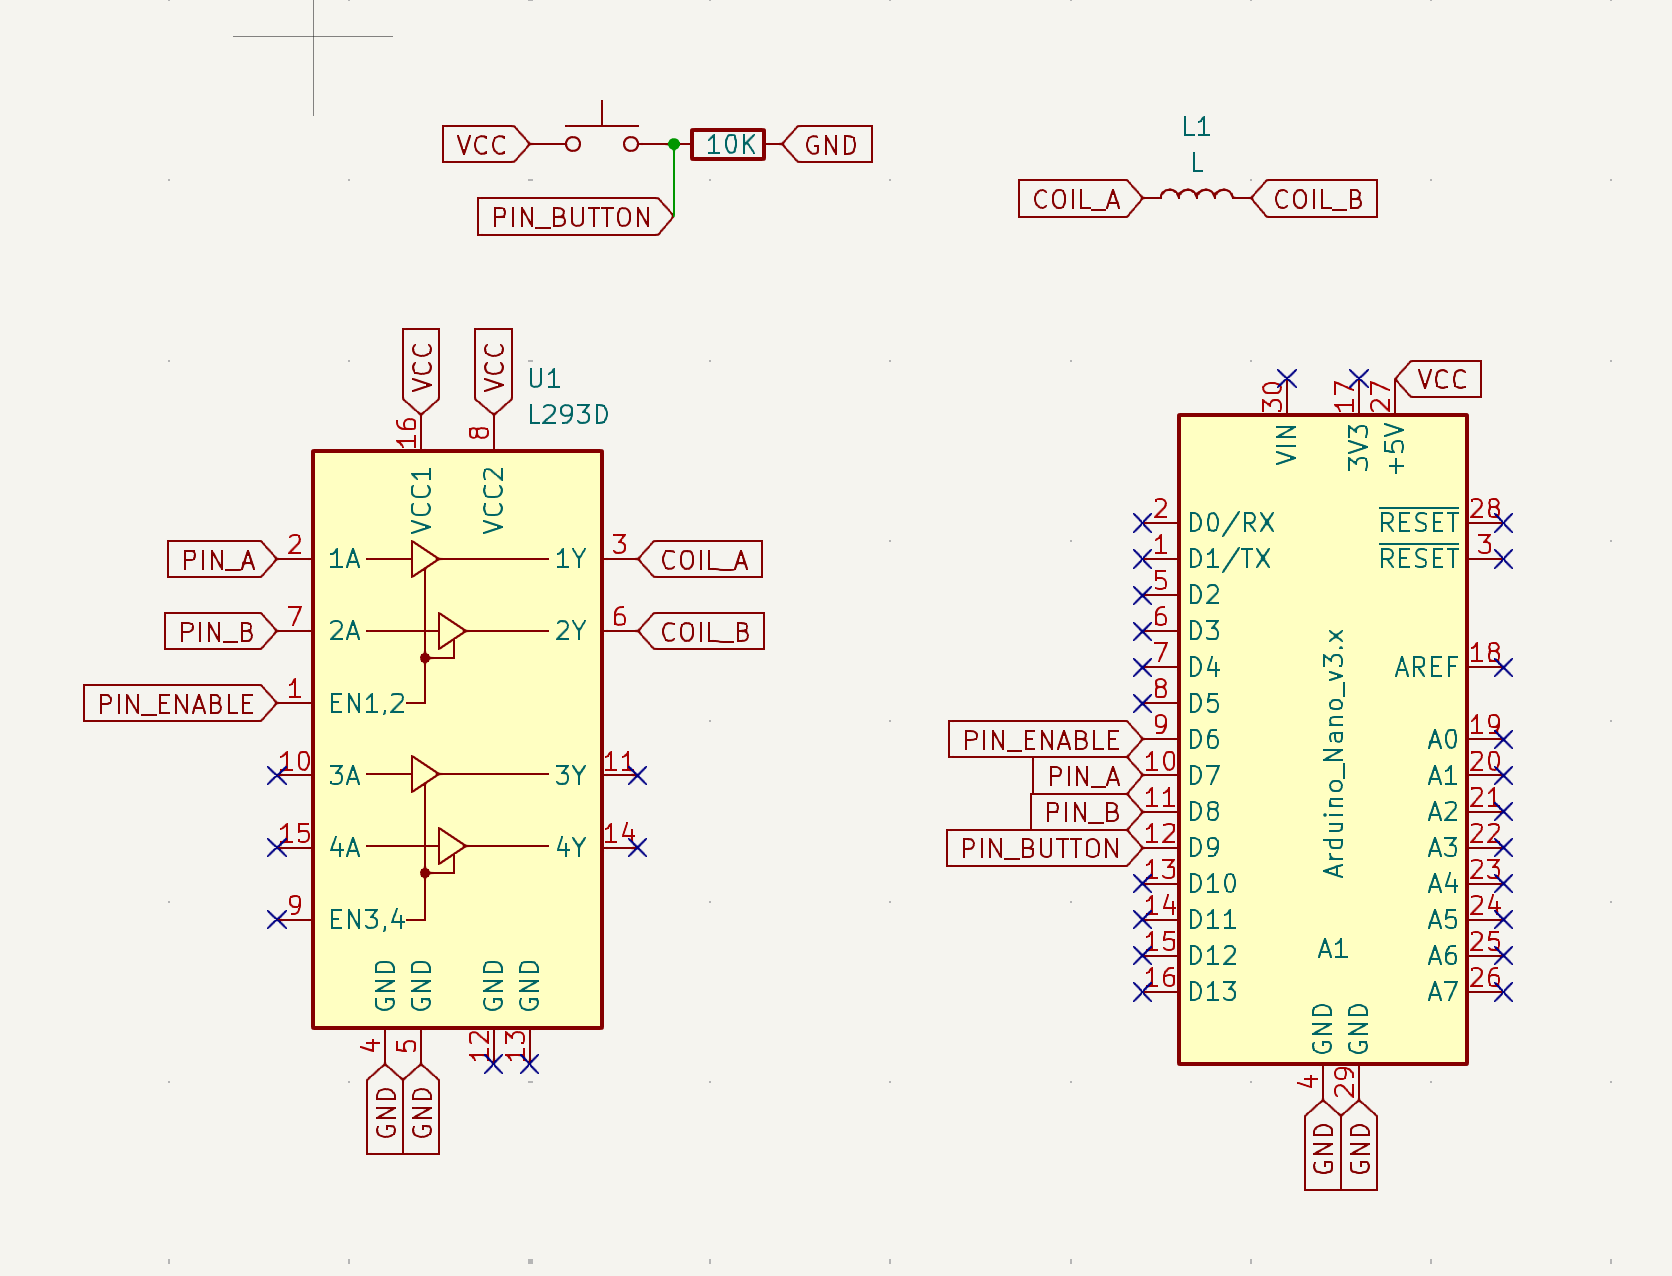 VCC
10K
GND
PIN_BUTTON
L1
L
COIL_A
COIL_B
VCC
VCC
U1
L293D
16
8
VCC1
VCC2
PIN_A
2
1A
1Y
3
COIL_A
PIN_B
7
2A
2Y
6
COIL_B
PIN_ENABLE
1
EN1,2
10
3A
3Y
11
15
4A
4Y
14
9
EN3,4
GND
GND
GND
GND
4
5
12
13
GND
GND
VCC
30
17
27
VIN
3V3
+5V
2
D0/RX
RESET
28
1
D1/TX
RESET
3
5
D2
6
D3
7
D4
AREF
18
8
D5
PIN_ENABLE
9
D6
A0
19
PIN_A
10
D7
A1
20
PIN_B
11
D8
A2
21
PIN_BUTTON
12
D9
A3
22
13
D10
A4
23
14
D11
A5
24
15
D12
A6
25
16
D13
A7
26
Arduino_Nano_v3.x
A1
GND
GND
4
29
GND
GND